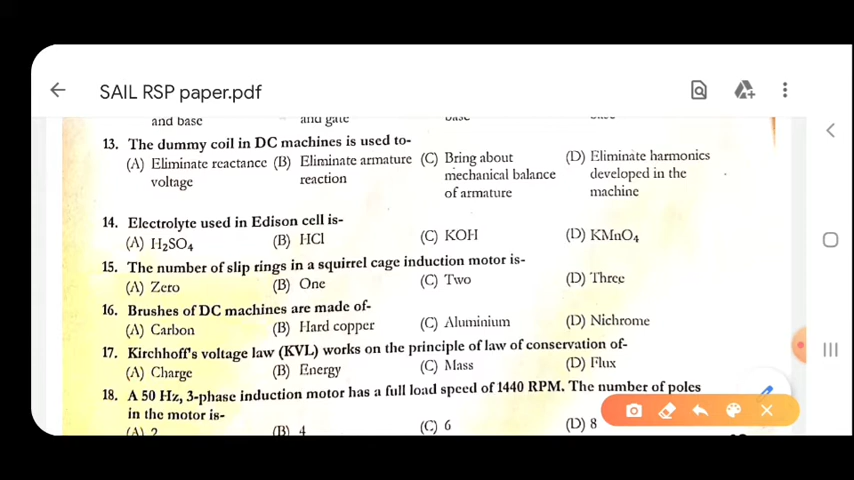 SAIL RSP paper.pdf
and base and gate base
13. The dummy coil in DC machines is used to-
(A) Eliminate reactance (B) Eliminate armature (C) Bring about (D) Eliminate harmonics
voltage reaction mechanical balance developed in the
of armature machine
14. Electrolyte used in Edison cell is-
(A) H₂SO₄ (B) HCl (C) KOH (D) KMnO₄
15. The number of slip rings in a squirrel cage induction motor is-
(A) Zero (B) One (C) Two (D) Three
16. Brushes of DC machines are made of-
(A) Carbon (B) Hard copper (C) Aluminium (D) Nichrome
17. Kirchhoff's voltage law (KVL) works on the principle of law of conservation of-
(A) Charge (B) Energy (C) Mass (D) Flux
18. A 50 Hz, 3-phase induction motor has a full load speed of 1440 RPM. The number of poles
in the motor is-
(A) 2 (B) 4 (C) 6 (D) 8